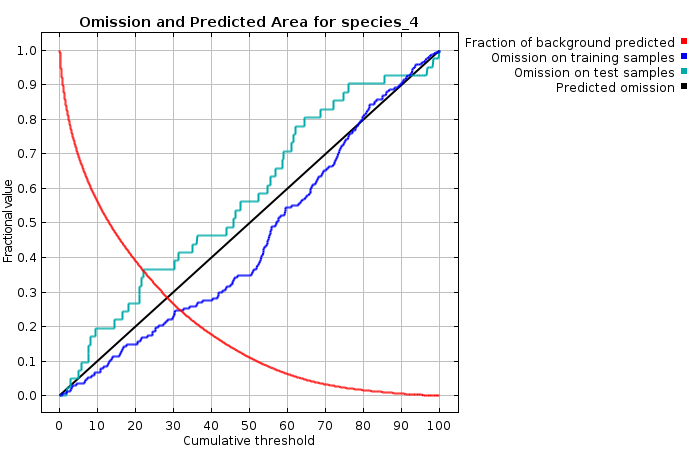 Omission and Predicted Area for species_4
Fraction of background predicted
Omission on training samples
Omission on test samples
Predicted omission
Fractional value
1.0
0.9
0.8
0.7
0.6
0.5
0.4
0.3
0.2
0.1
0.0
0 10 20 30 40 50 60 70 80 90 100
Cumulative threshold